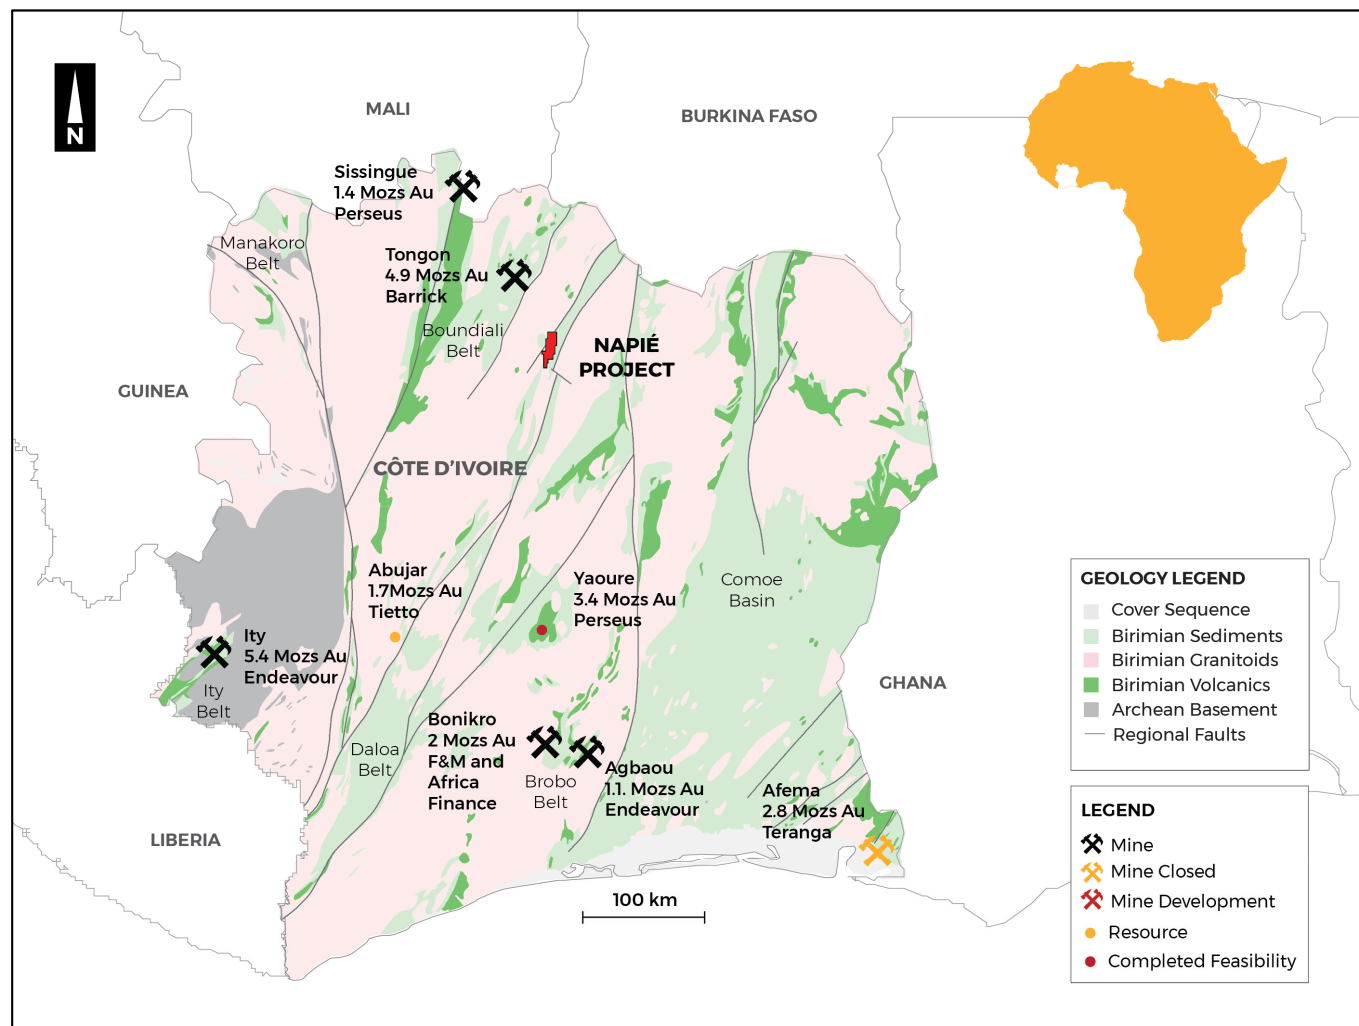 N
MALI
BURKINA FASO
Sissingue
1.4 Mozs Au
Perseus
Manakoro
Belt
Tongon
4.9 Mozs Au
Barrick
Boundiali
Belt
NAPIÉ
PROJECT
GUINEA
CÔTE D'IVOIRE
Abujar
1.7Mozs Au
Tietto
Yaoure
3.4 Mozs Au
Perseus
Comoe
Basin
Ity
5.4 Mozs Au
Endeavour
Ity
Belt
GHANA
Daloa
Belt
Bonikro
2 Mozs Au
F&M and
Africa
Finance
Brobo
Belt
Agbaou
1.1. Mozs Au
Endeavour
Afema
2.8 Mozs Au
Teranga
LIBERIA
100 km
GEOLOGY LEGEND
Cover Sequence
Birimian Sediments
Birimian Granitoids
Birimian Volcanics
Archean Basement
Regional Faults
LEGEND
Mine
Mine Closed
Mine Development
Resource
Completed Feasibility